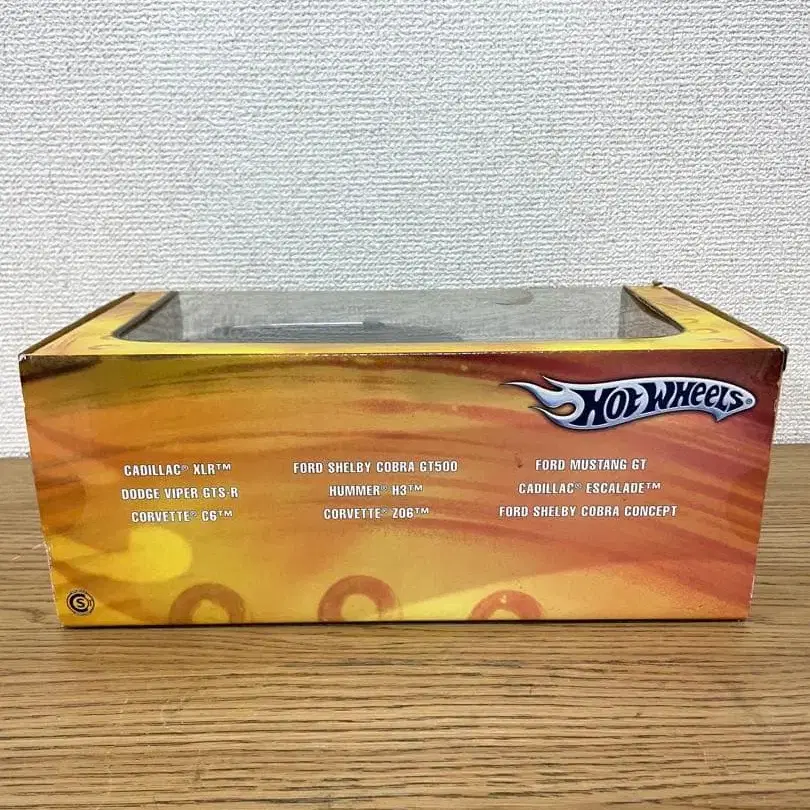 HOT WHEELS®
CADILLAC® XLR™
DODGE VIPER GTS-R
CORVETTE® C6™
FORD SHELBY COBRA GT500
HUMMER® H3™
CORVETTE® Z06™
FORD MUSTANG GT
CADILLAC® ESCALADE™
FORD SHELBY COBRA CONCEPT